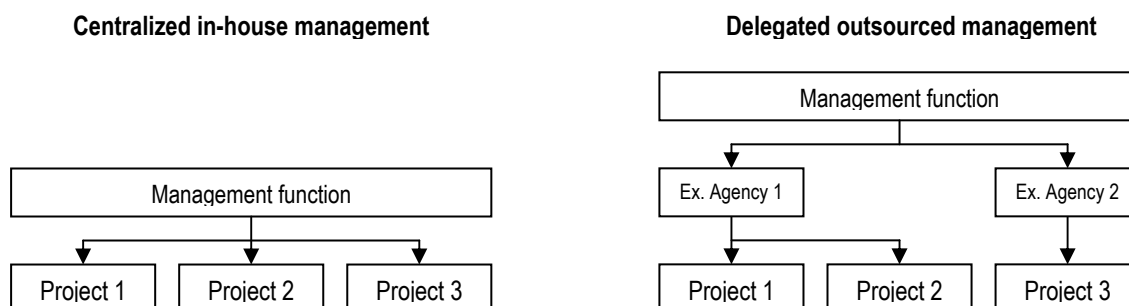 Centralized in-house management
Delegated outsourced management
Management function
Project 1
Project 2
Project 3
Management function
Ex. Agency 1
Ex. Agency 2
Project 1
Project 2
Project 3